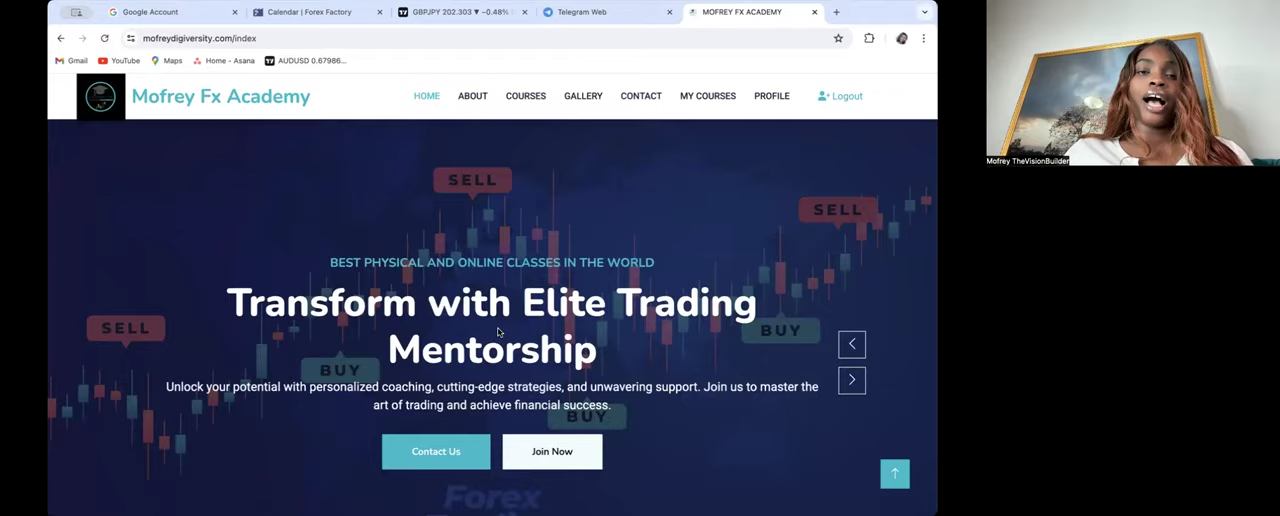 Google Account
Calendar | Forex Factory
GBPJPY 202.303 ▼ −0.48%
Telegram Web
MOFREY FX ACADEMY
mofreydigiversity.com/index
Gmail
YouTube
Maps
Home - Asana
AUDUSD 0.67986...
Mofrey Fx Academy
HOME
ABOUT
COURSES
GALLERY
CONTACT
MY COURSES
PROFILE
Logout
SELL
SELL
BEST PHYSICAL AND ONLINE CLASSES IN THE WORLD
Transform with Elite Trading
Mentorship
SELL
BUY
BUY
Unlock your potential with personalized coaching, cutting-edge strategies, and unwavering support. Join us to master the
art of trading and achieve financial success.
BUY
Contact Us
Join Now
Forex
Mofrey TheVisionBuilder